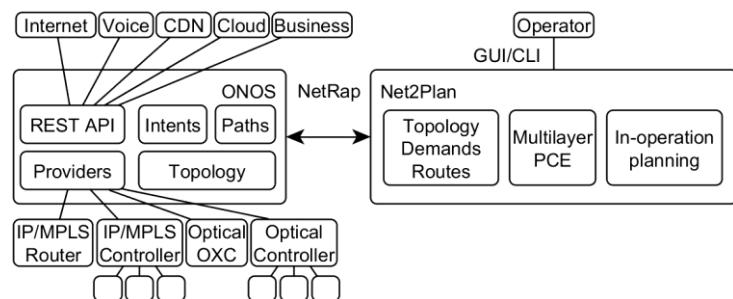 Internet Voice CDN Cloud Business
Operator
GUI/CLI
ONOS
NetRap
Net2Plan
REST API
Intents
Paths
Topology
Demands
Routes
Multilayer
PCE
In-operation
planning
Providers
Topology
IP/MPLS
Router
IP/MPLS
Controller
Optical
OXC
Optical
Controller